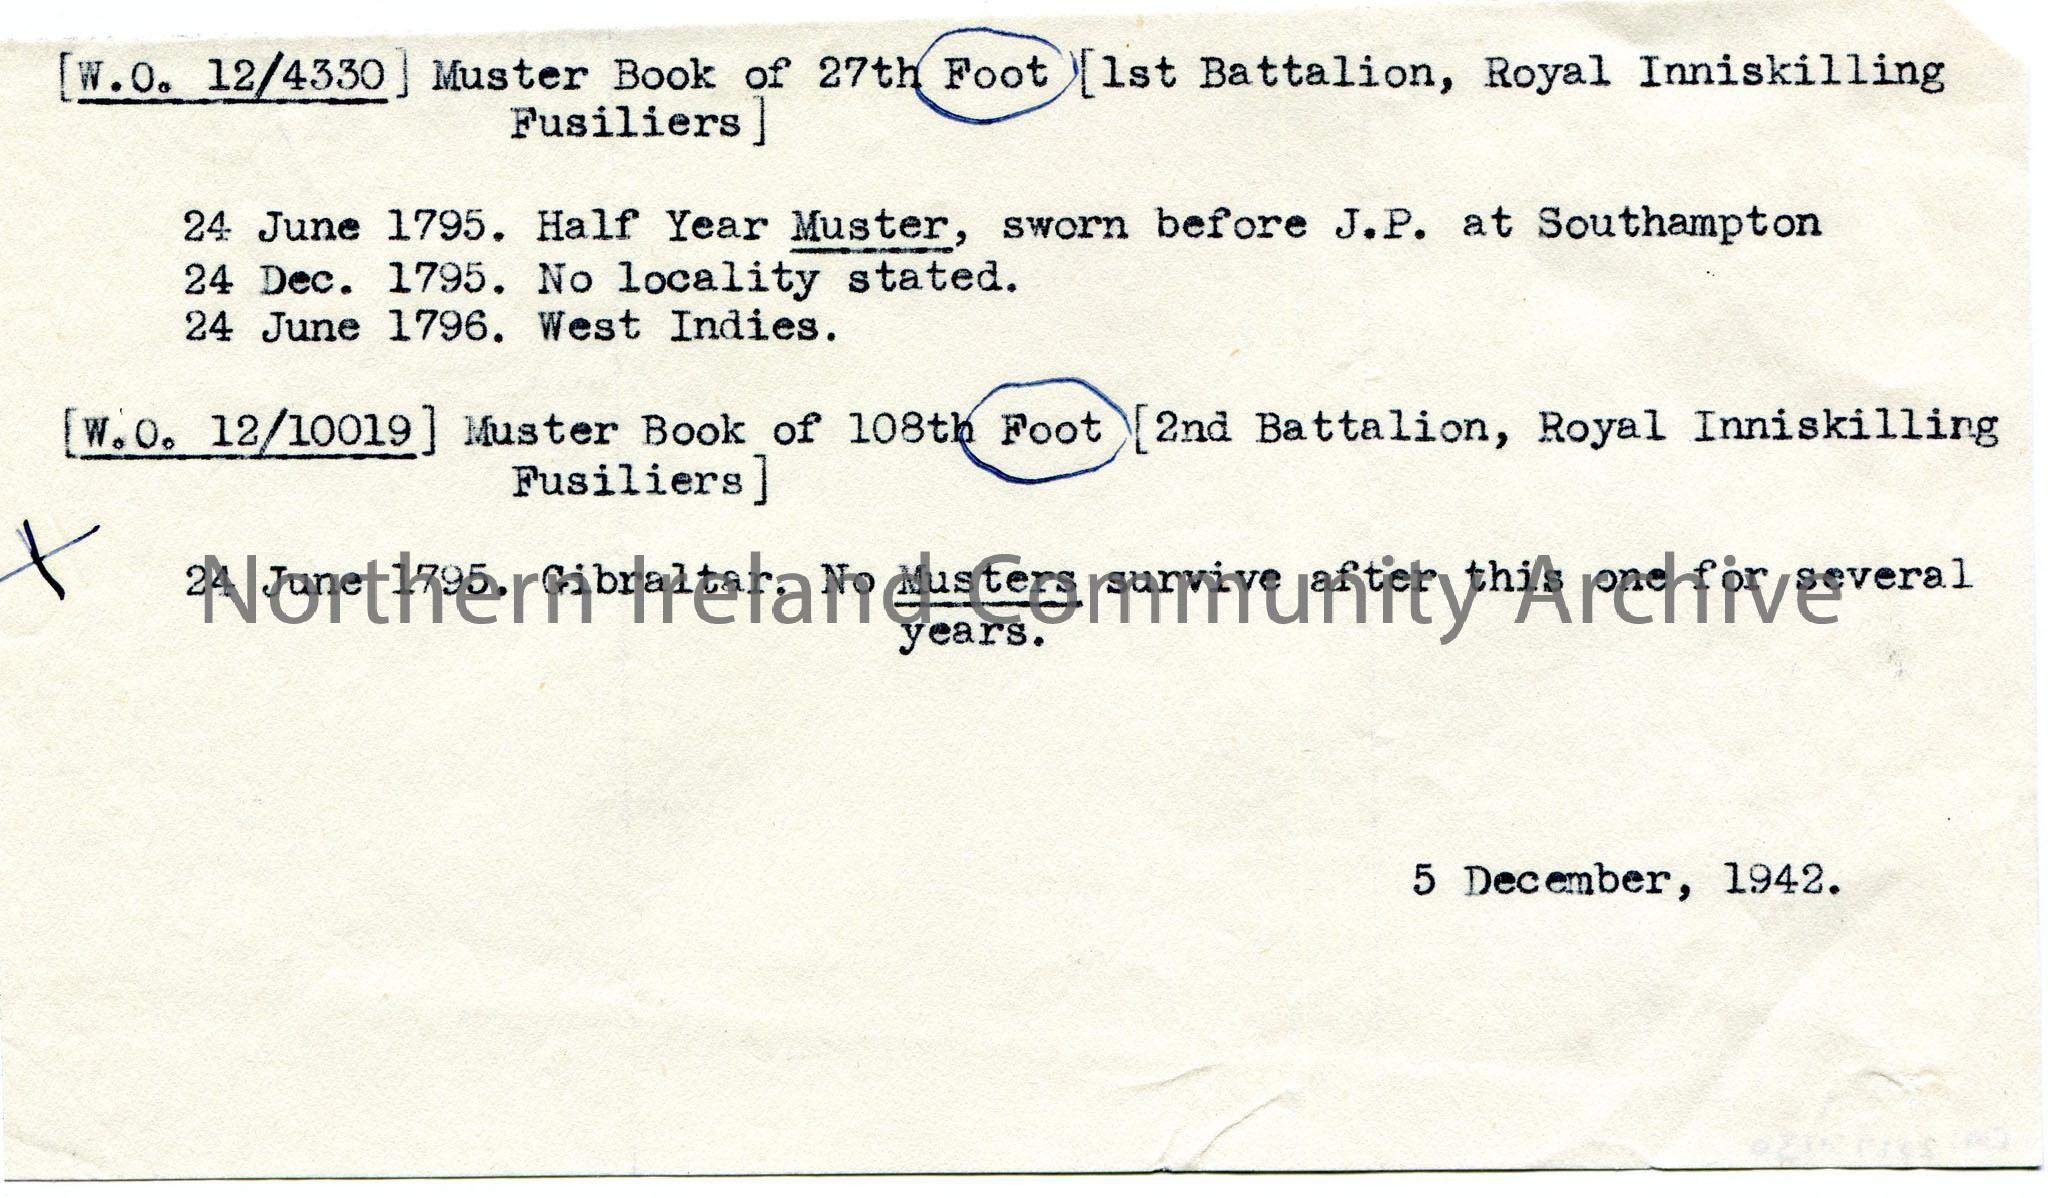 [W.O. 12/4330] Muster Book of 27th Foot [1st Battalion, Royal Inniskilling
Fusiliers]
24 June 1795. Half Year Muster, sworn before J.P. at Southampton
24 Dec. 1795. No locality stated.
24 June 1796. West Indies.
[W.O. 12/10019] Muster Book of 108th Foot [2nd Battalion, Royal Inniskilling
Fusiliers]
X
24 June 1795. Gibraltar. No Musters survive after this one for several
years.
Northern Ireland Community Archive
5 December, 1942.